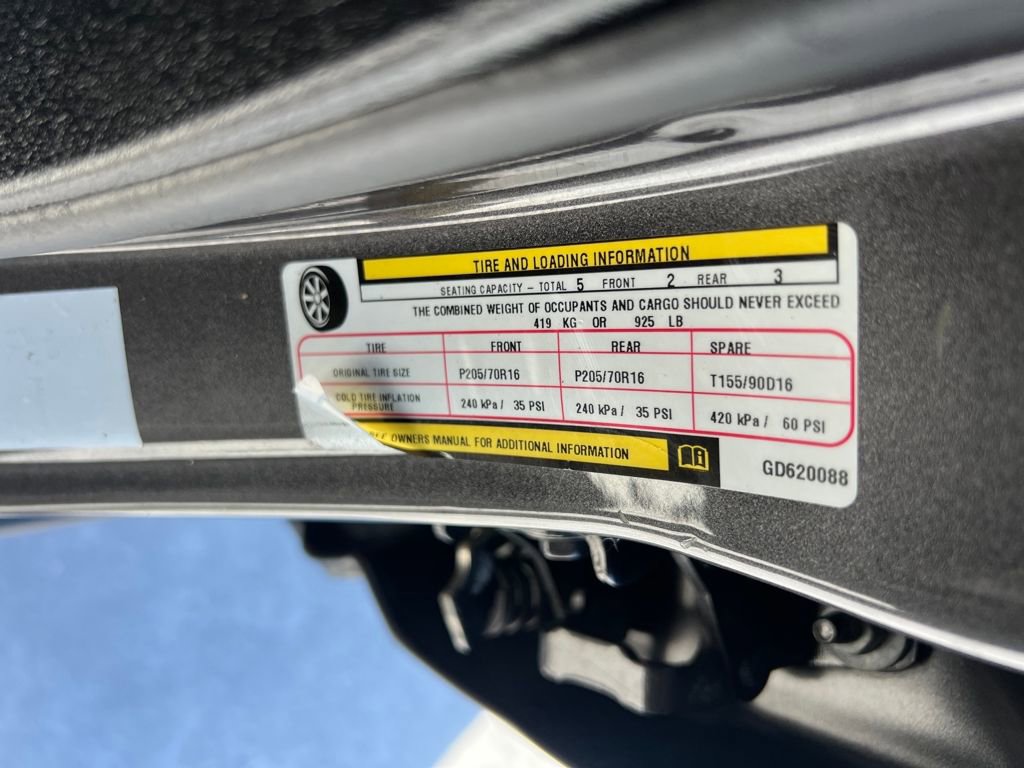 TIRE AND LOADING INFORMATION
SEATING CAPACITY – TOTAL 5 FRONT 2 REAR 3
THE COMBINED WEIGHT OF OCCUPANTS AND CARGO SHOULD NEVER EXCEED
419 KG OR 925 LB
TIRE FRONT REAR SPARE
ORIGINAL TIRE SIZE P205/70R16 P205/70R16 T155/90D16
COLD TIRE INFLATION
PRESSURE 240 kPa / 35 PSI 240 kPa / 35 PSI 420 kPa / 60 PSI
OWNERS MANUAL FOR ADDITIONAL INFORMATION
GD620088